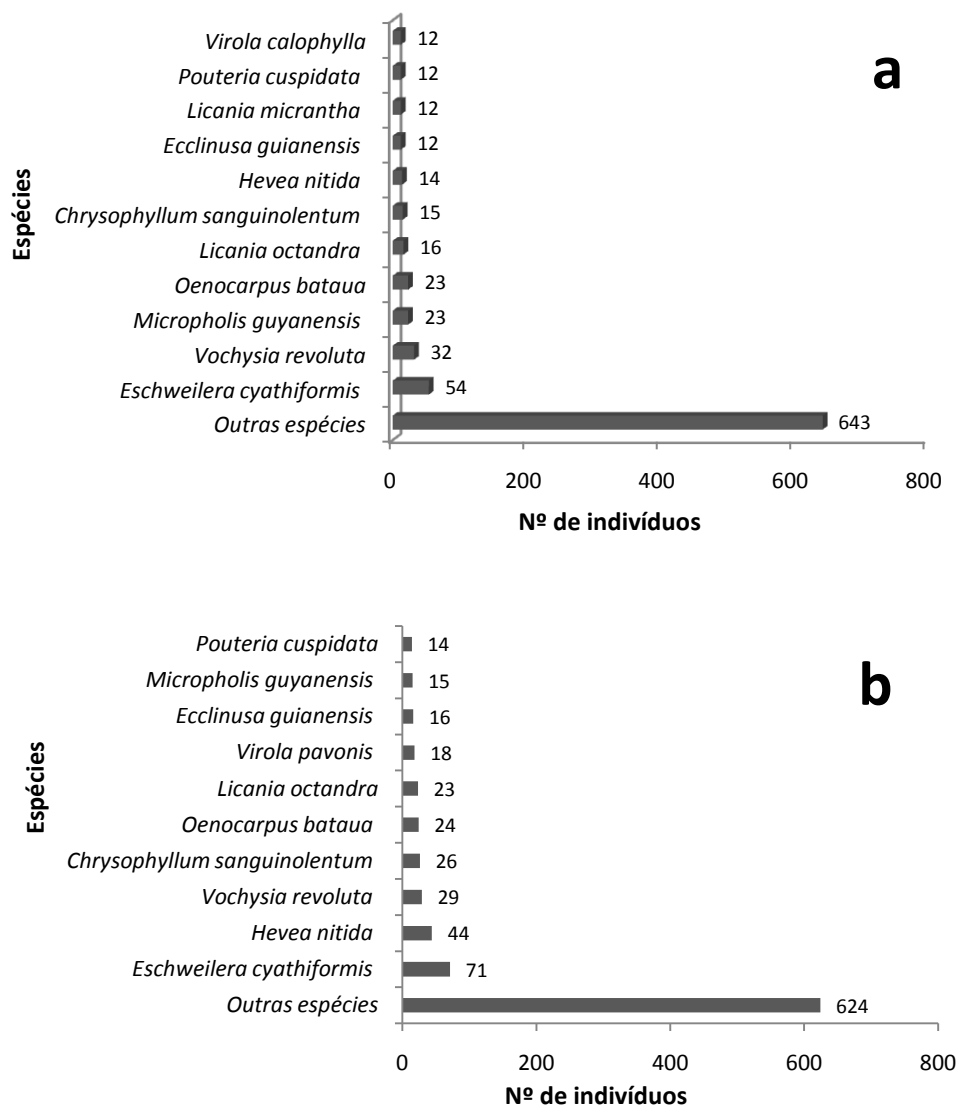 a
Espécies
Virola calophylla 12
Pouteria cuspidata 12
Licania micrantha 12
Ecclinusa guianensis 12
Hevea nitida 14
Chrysophyllum sanguinolentum 15
Licania octandra 16
Oenocarpus bataua 23
Micropholis guyanensis 23
Vochysia revoluta 32
Eschweilera cyathiformis 54
Outras espécies 643
0 200 400 600 800
Nº de indivíduos
b
Espécies
Pouteria cuspidata 14
Micropholis guyanensis 15
Ecclinusa guianensis 16
Virola pavonis 18
Licania octandra 23
Oenocarpus bataua 24
Chrysophyllum sanguinolentum 26
Vochysia revoluta 29
Hevea nitida 44
Eschweilera cyathiformis 71
Outras espécies 624
0 200 400 600 800
Nº de indivíduos